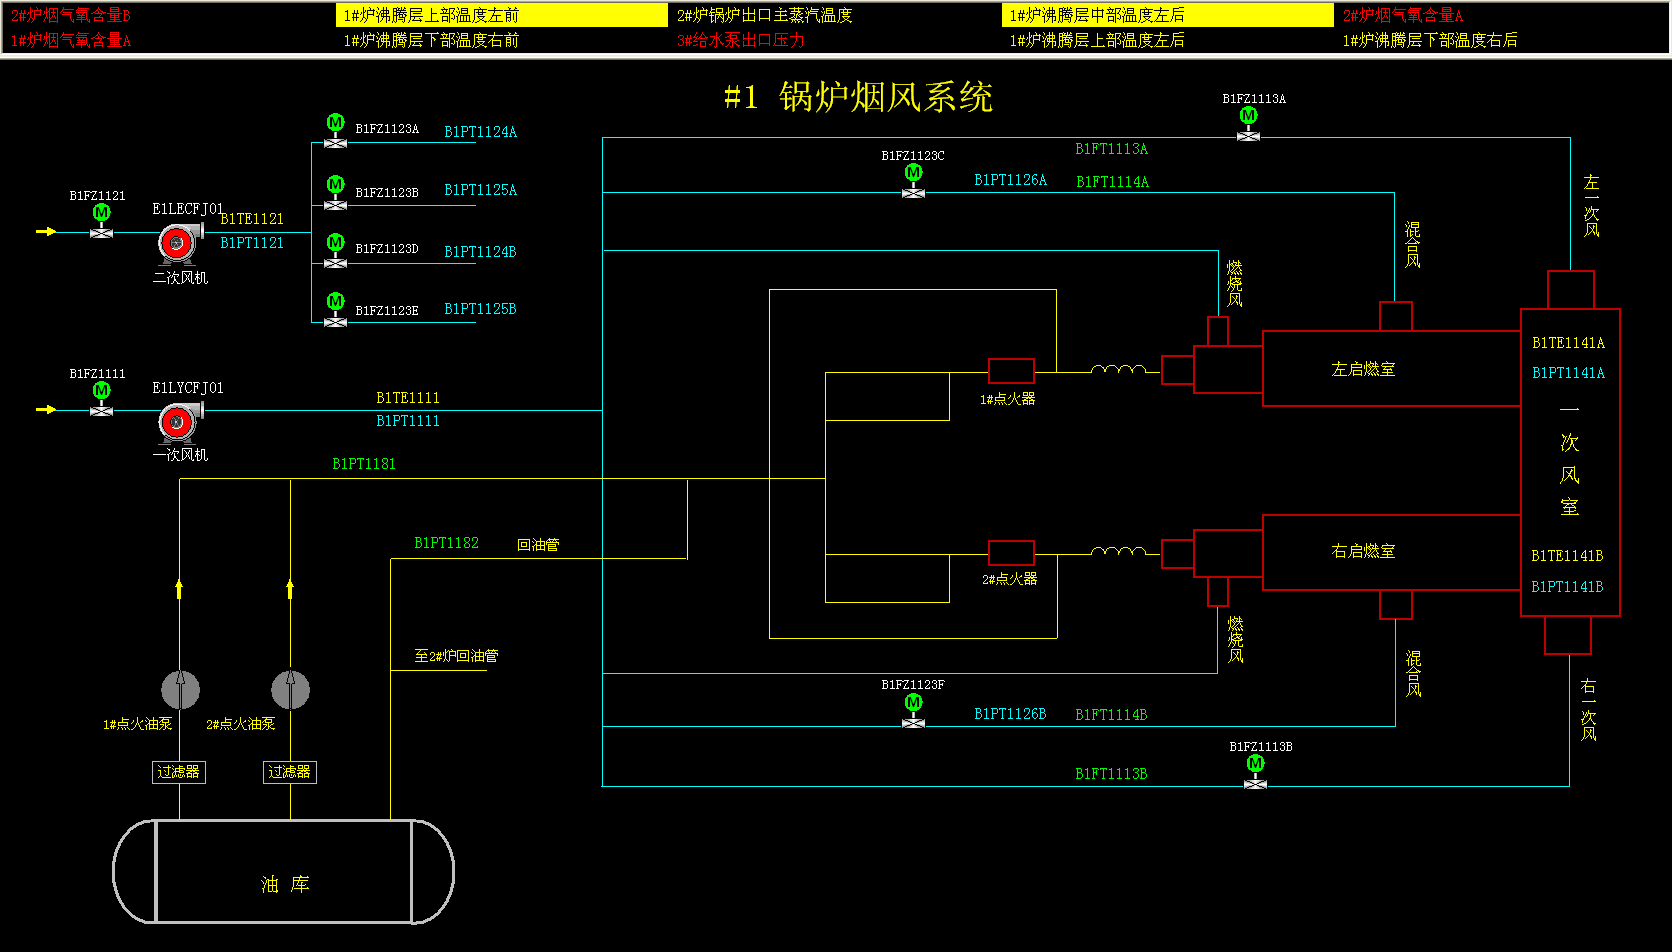 2#炉烟气氧含量B
1#炉沸腾层上部温度左前
2#炉锅炉出口主蒸汽温度
1#炉沸腾层中部温度左后
2#炉烟气氧含量A
1#炉烟气氧含量A
1#炉沸腾层下部温度右前
3#给水泵出口压力
1#炉沸腾层上部温度左后
1#炉沸腾层下部温度右后
#1 锅炉烟风系统
B1FZ1113A
M
B1FT1113A
B1FZ1123A
M
B1PT1124A
B1FZ1123C
M
B1PT1126A
B1FT1114A
左一次风
B1FZ1123B
M
B1PT1125A
B1FZ1121
M
E1LECFJ01
B1TE1121
B1PT1121
二次风机
混合风
B1FZ1123D
M
B1PT1124B
燃烧风
B1FZ1123E
M
B1PT1125B
B1TE1141A
B1PT1141A
左启燃室
B1FZ1111
M
E1LYCFJ01
B1TE1111
B1PT1111
一次风机
1#点火器
一次风室
B1PT1181
B1PT1182
回油管
右启燃室
B1TE1141B
B1PT1141B
2#点火器
燃烧风
至2#炉回油管
混合风
右一次风
B1FZ1123F
M
B1PT1126B
B1FT1114B
1#点火油泵
2#点火油泵
B1FZ1113B
M
B1FT1113B
过滤器
过滤器
油 库